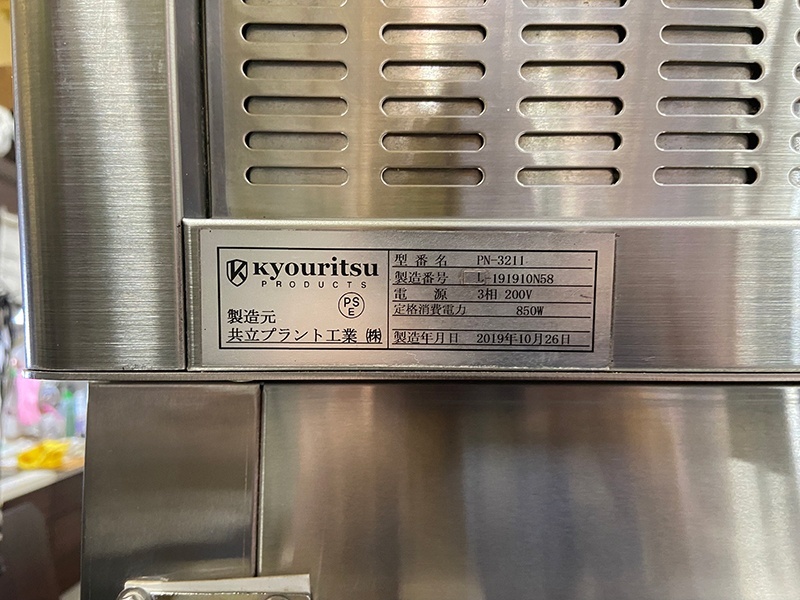 Kyouritsu
PRODUCTS
PS
E
製造元
共立プラント工業 ㈱
型番名 PN-3211
製造番号 L-191910N58
電源 3相 200V
定格消費電力 850W
製造年月日 2019年10月26日